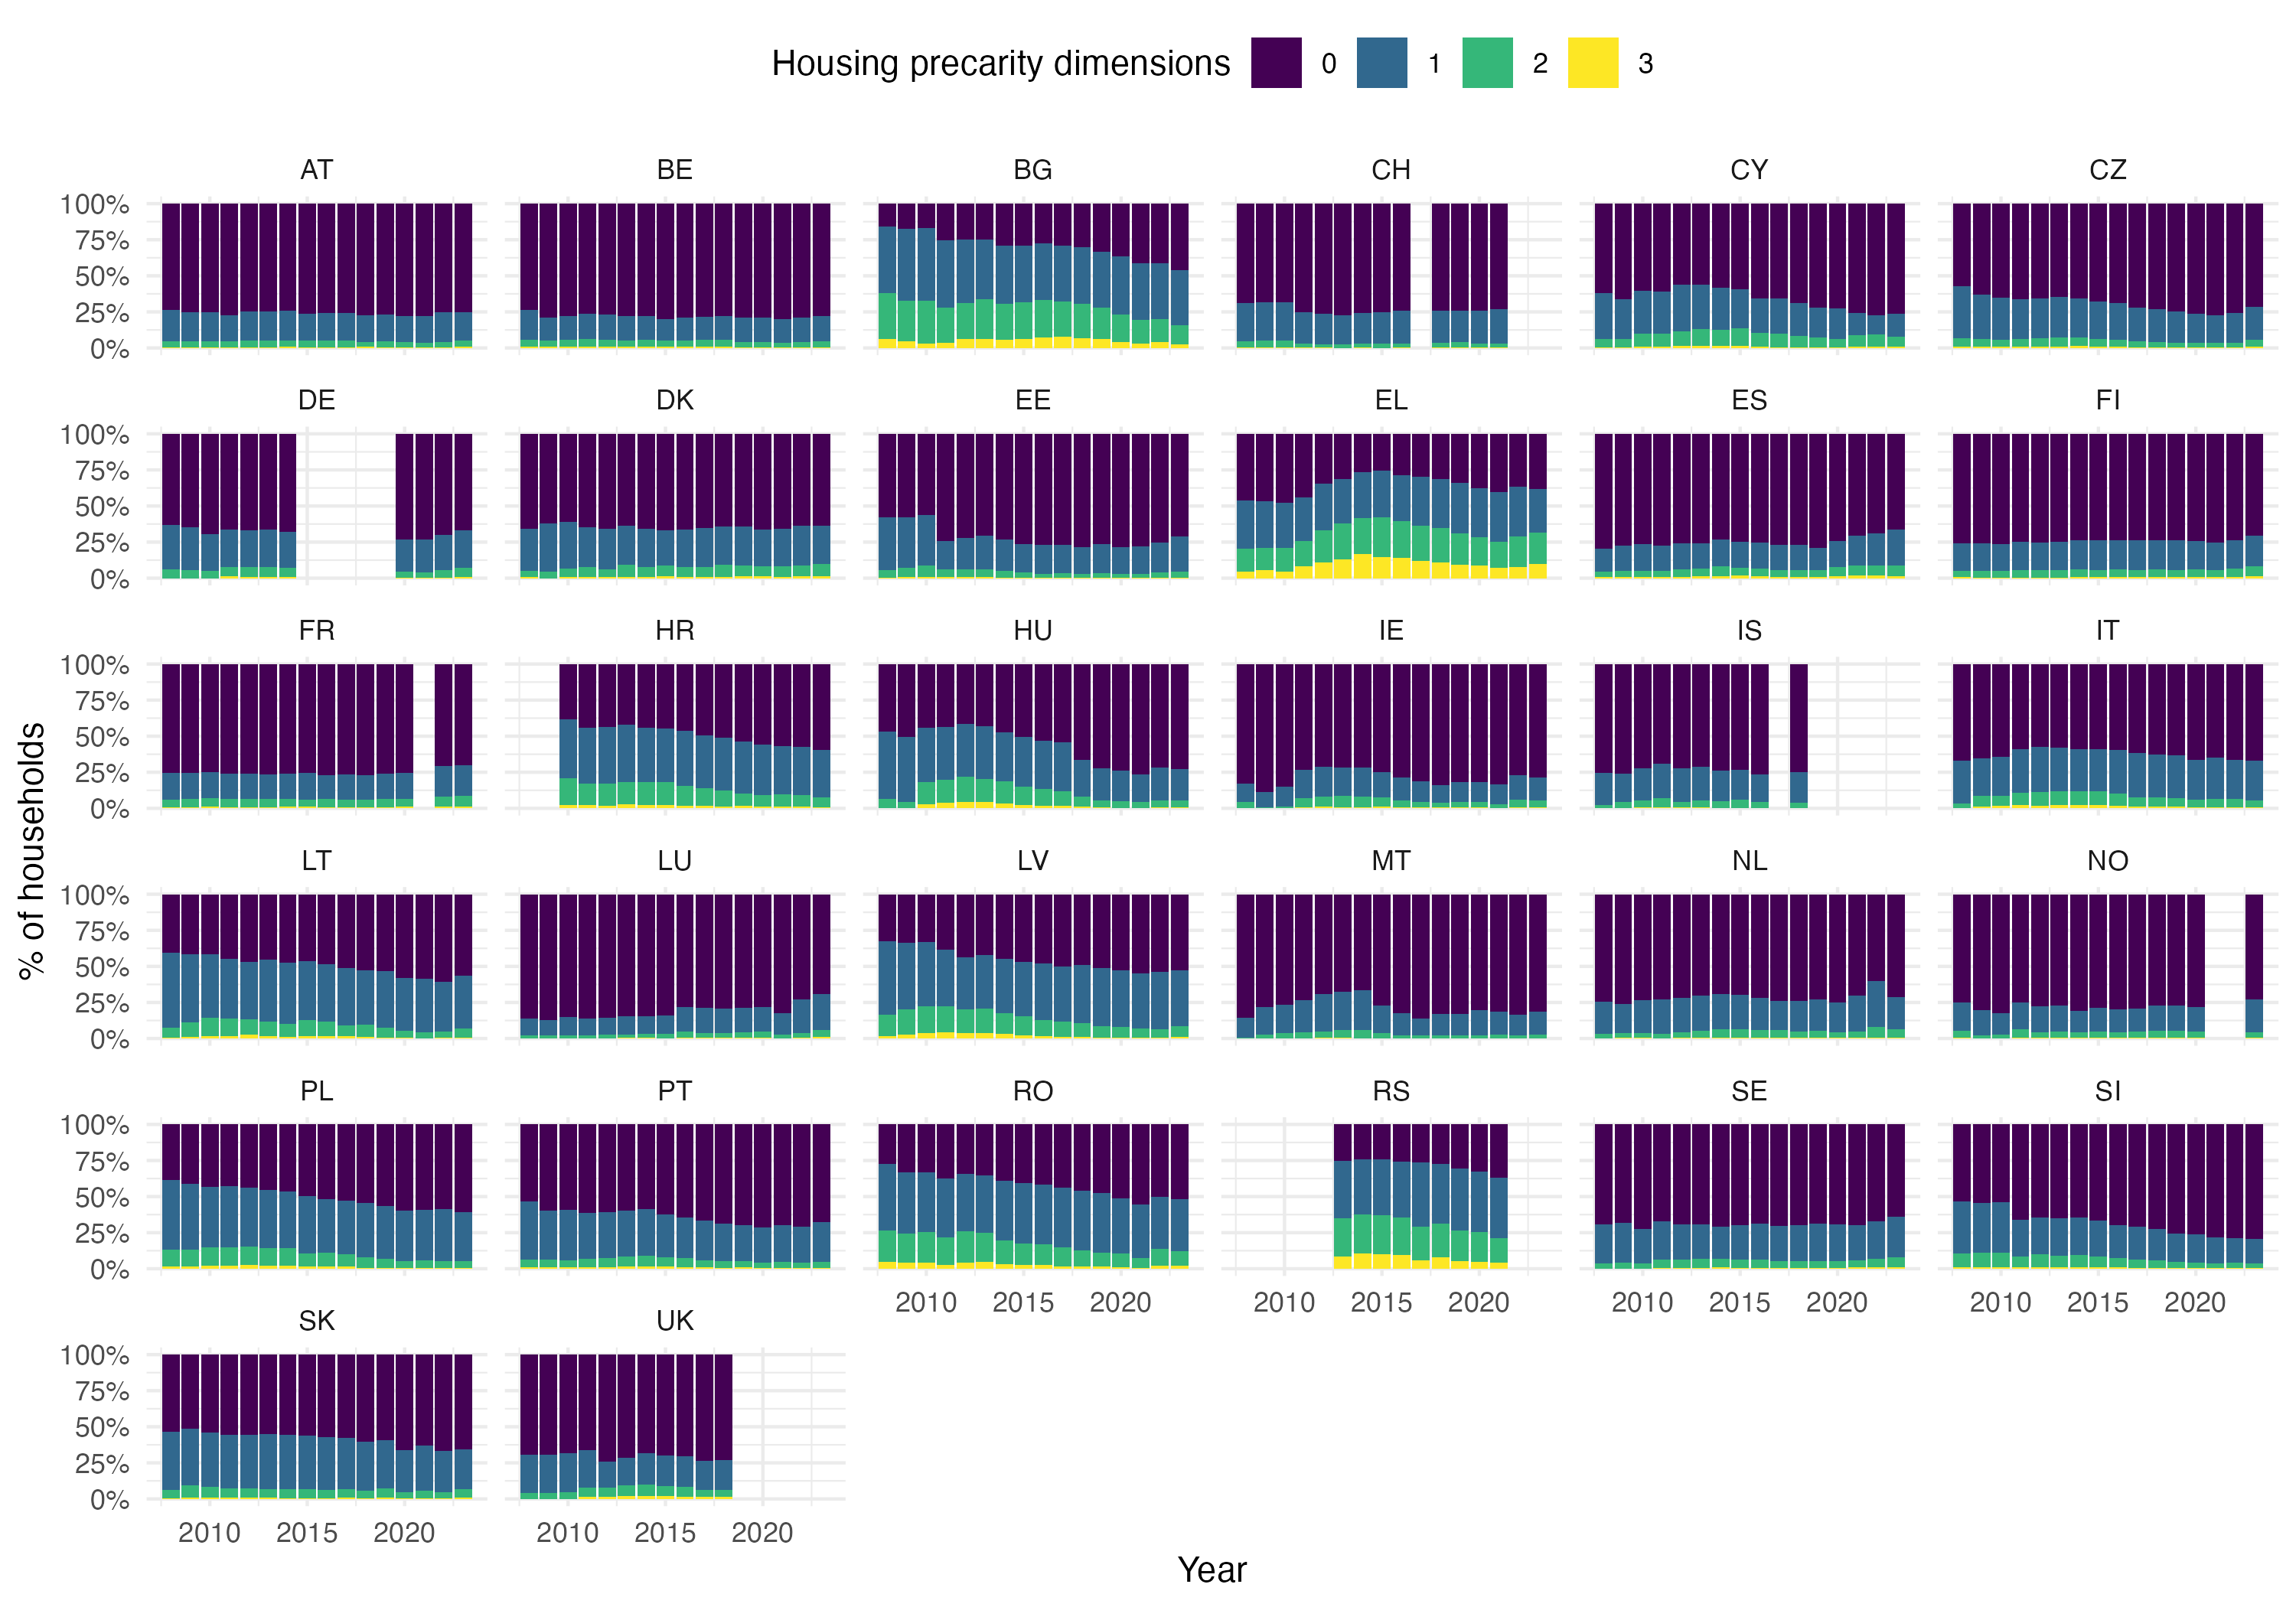 Housing precarity dimensions 0 1 2 3
AT BE BG CH CY CZ
100%
75%
50%
25%
0%
DE DK EE EL ES FI
100%
75%
50%
25%
0%
FR HR HU IE IS IT
100%
75%
50%
25%
0%
% of households
LT LU LV MT NL NO
100%
75%
50%
25%
0%
PL PT RO RS SE SI
100%
75%
50%
25%
0%
2010 2015 2020 2010 2015 2020 2010 2015 2020 2010 2015 2020
SK UK
100%
75%
50%
25%
0%
2010 2015 2020 2010 2015 2020
Year